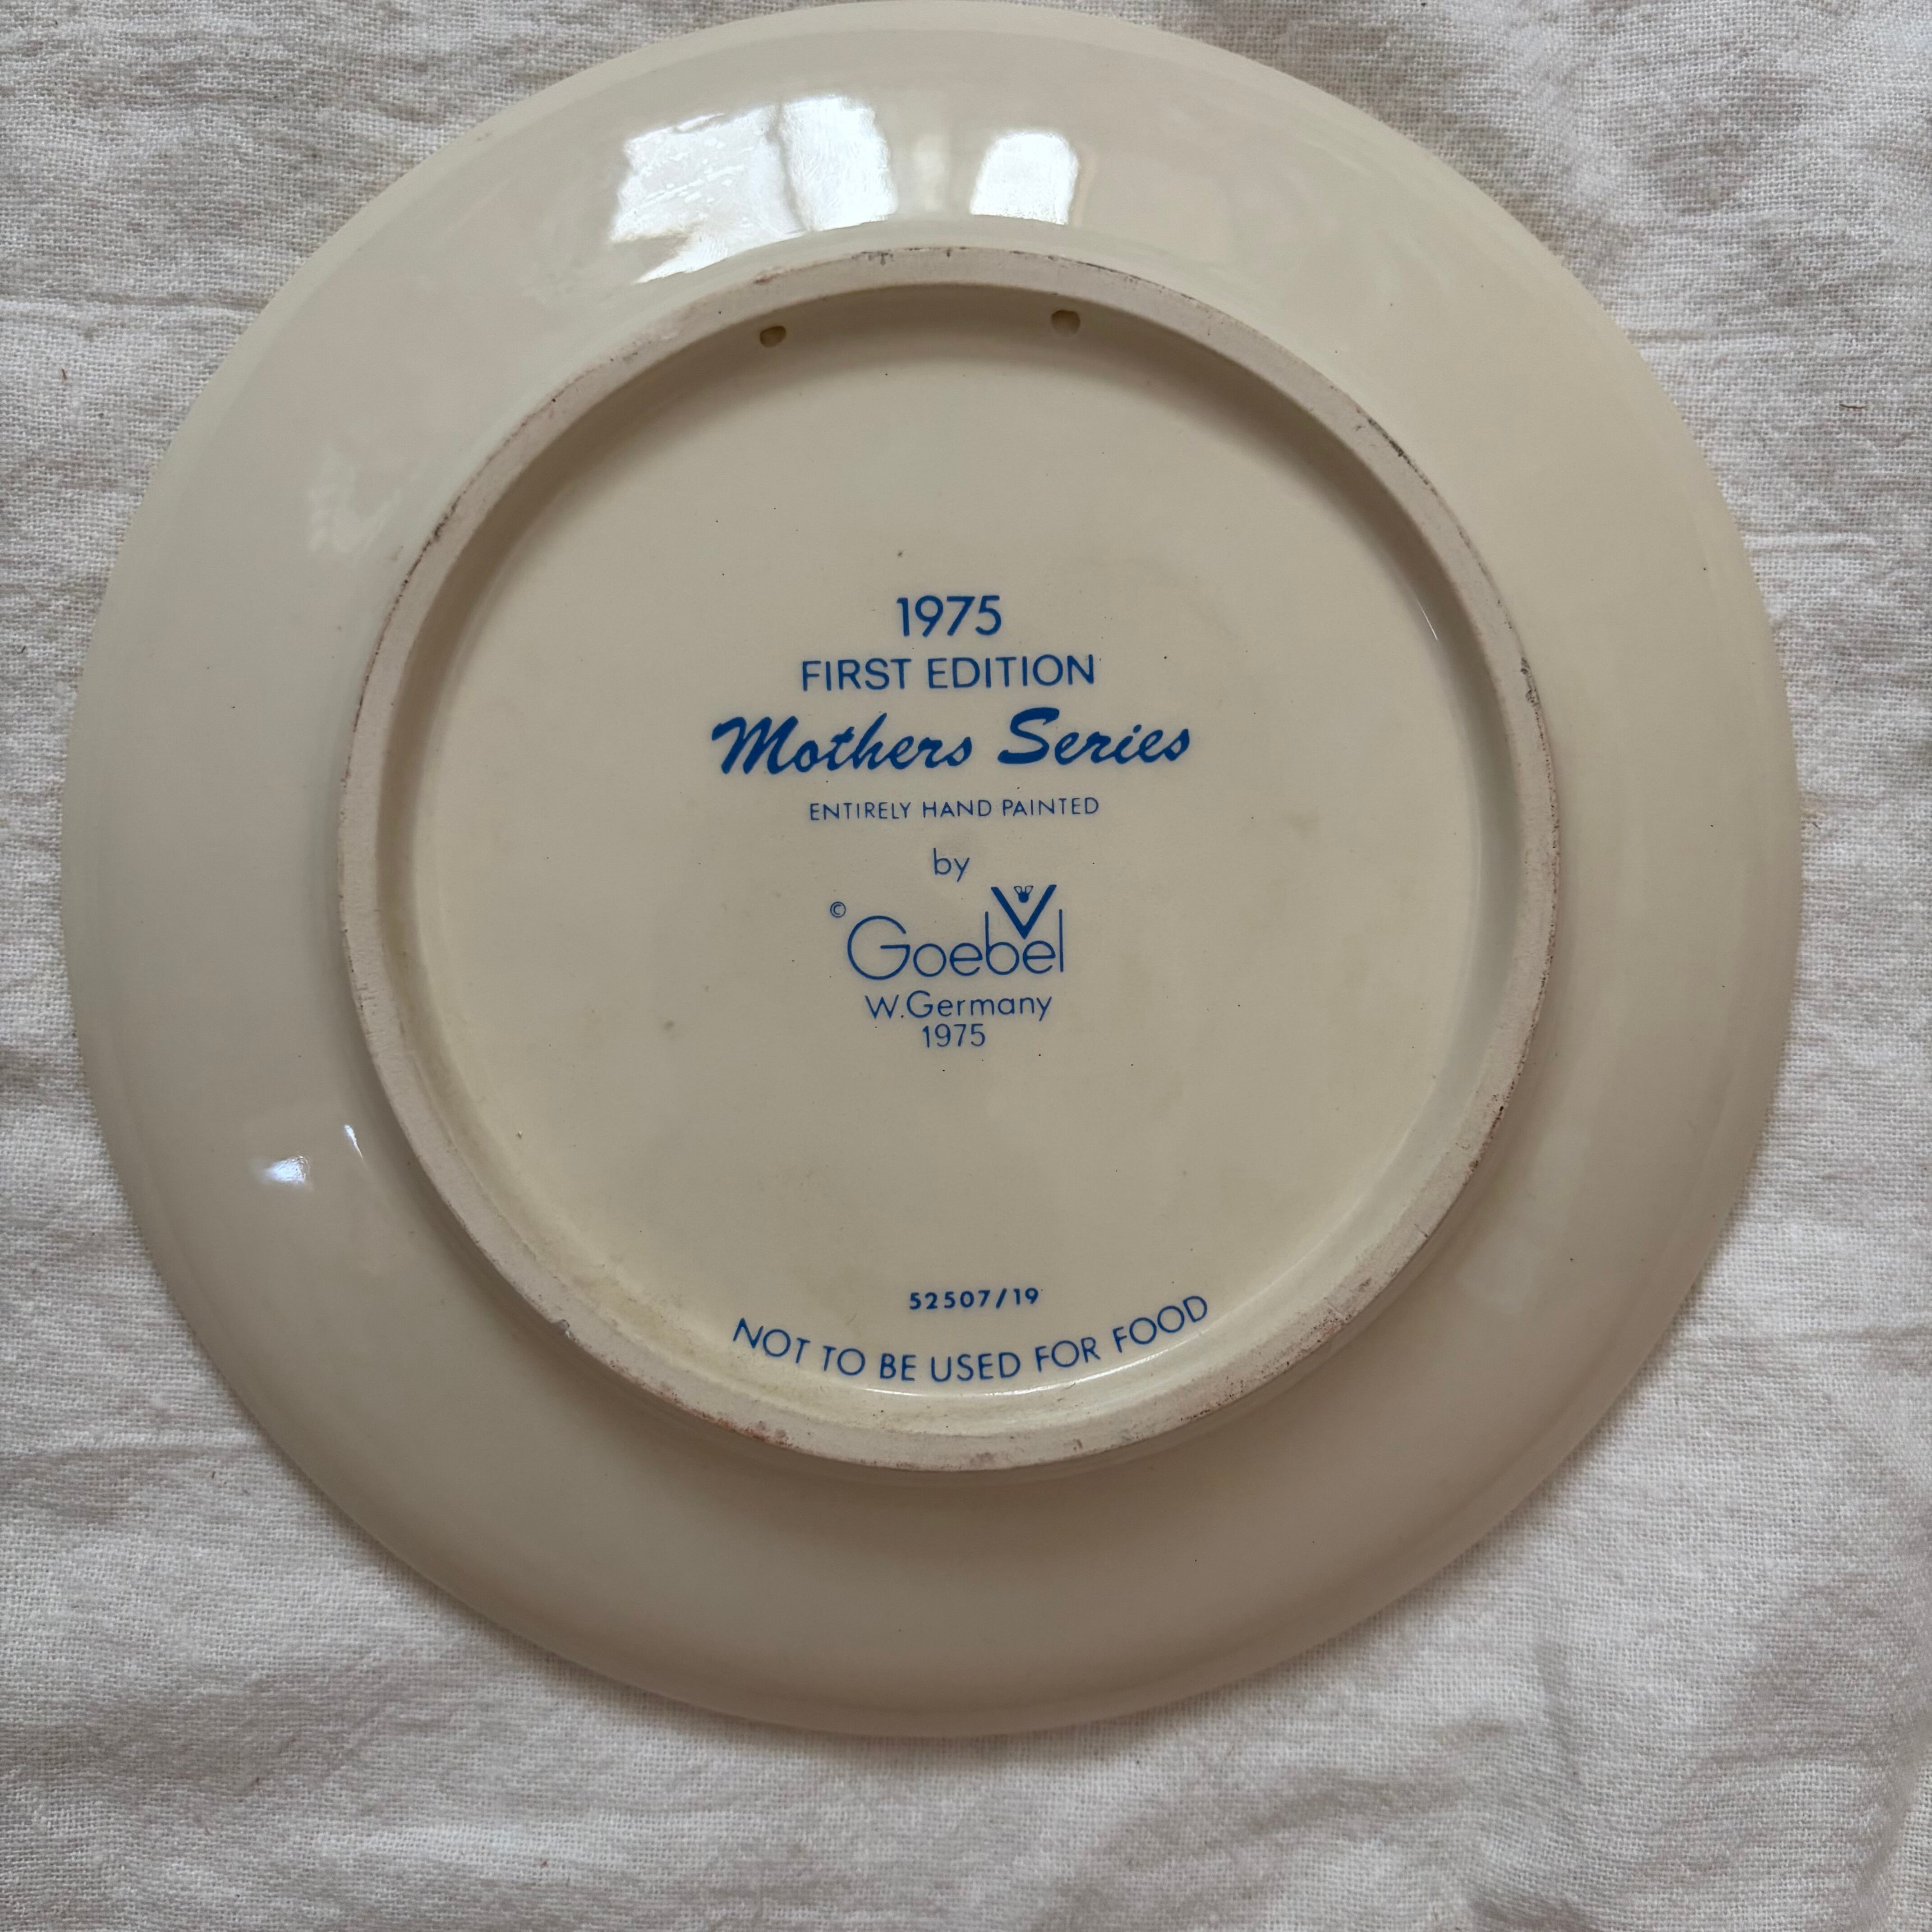 1975
FIRST EDITION
Mothers Series
ENTIRELY HAND PAINTED
by
© Goebel
W. Germany
1975
52507/19
NOT TO BE USED FOR FOOD